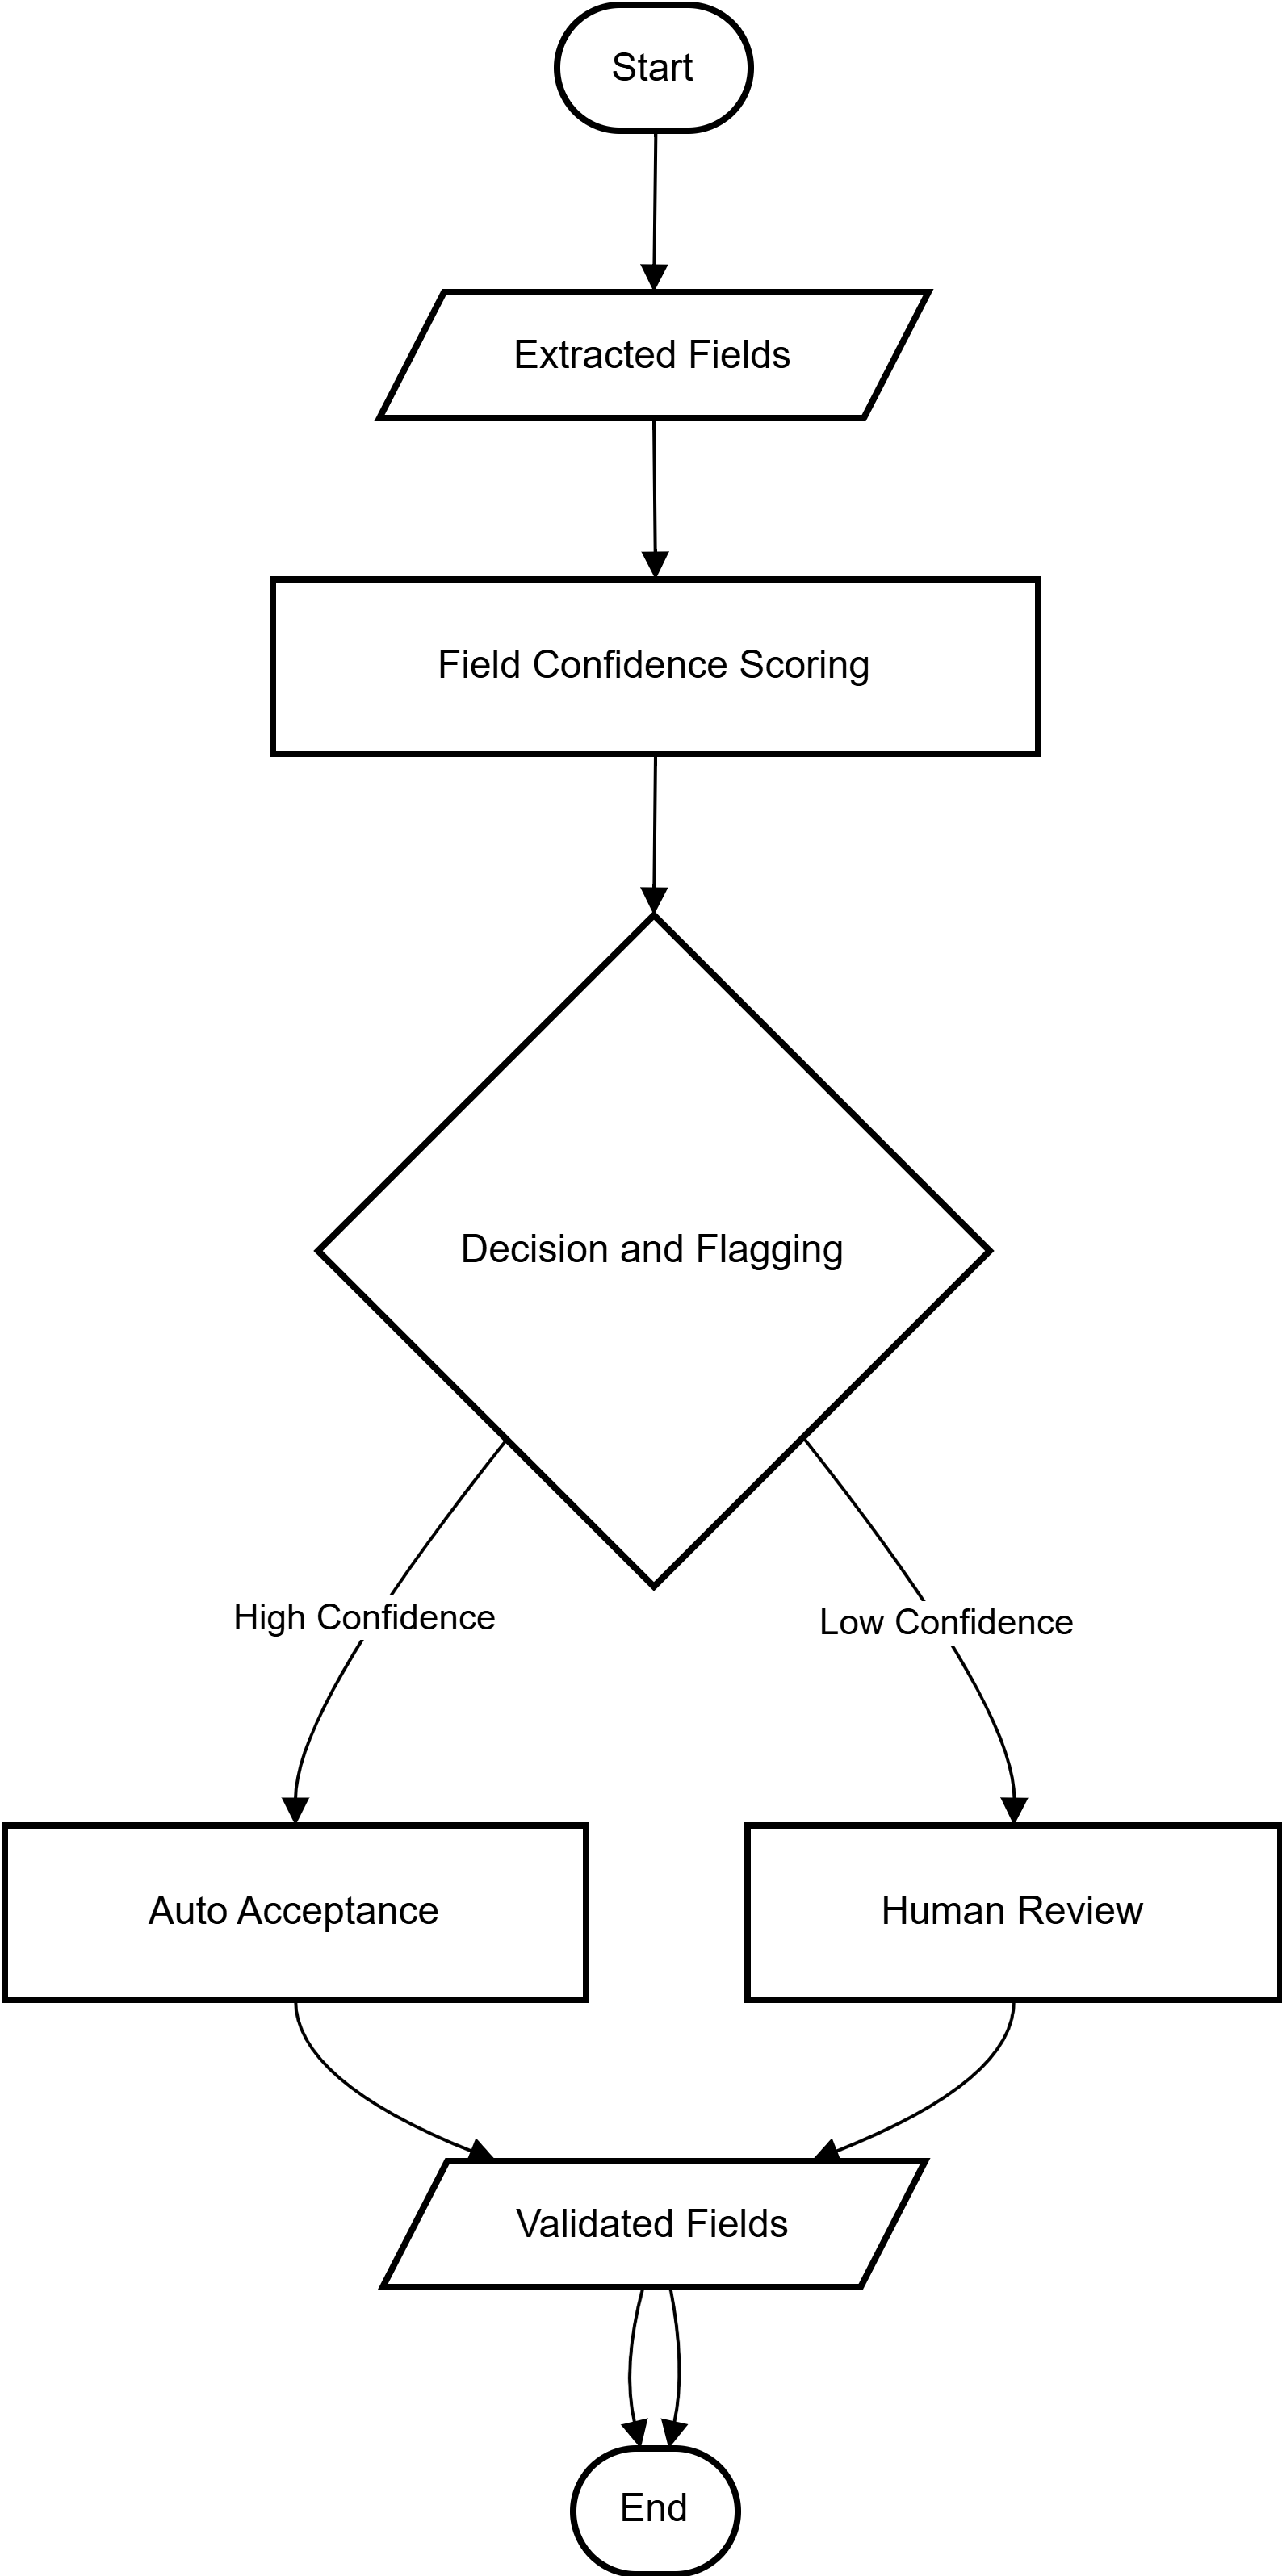 Start
Extracted Fields
Field Confidence Scoring
Decision and Flagging
High Confidence
Low Confidence
Auto Acceptance
Human Review
Validated Fields
End